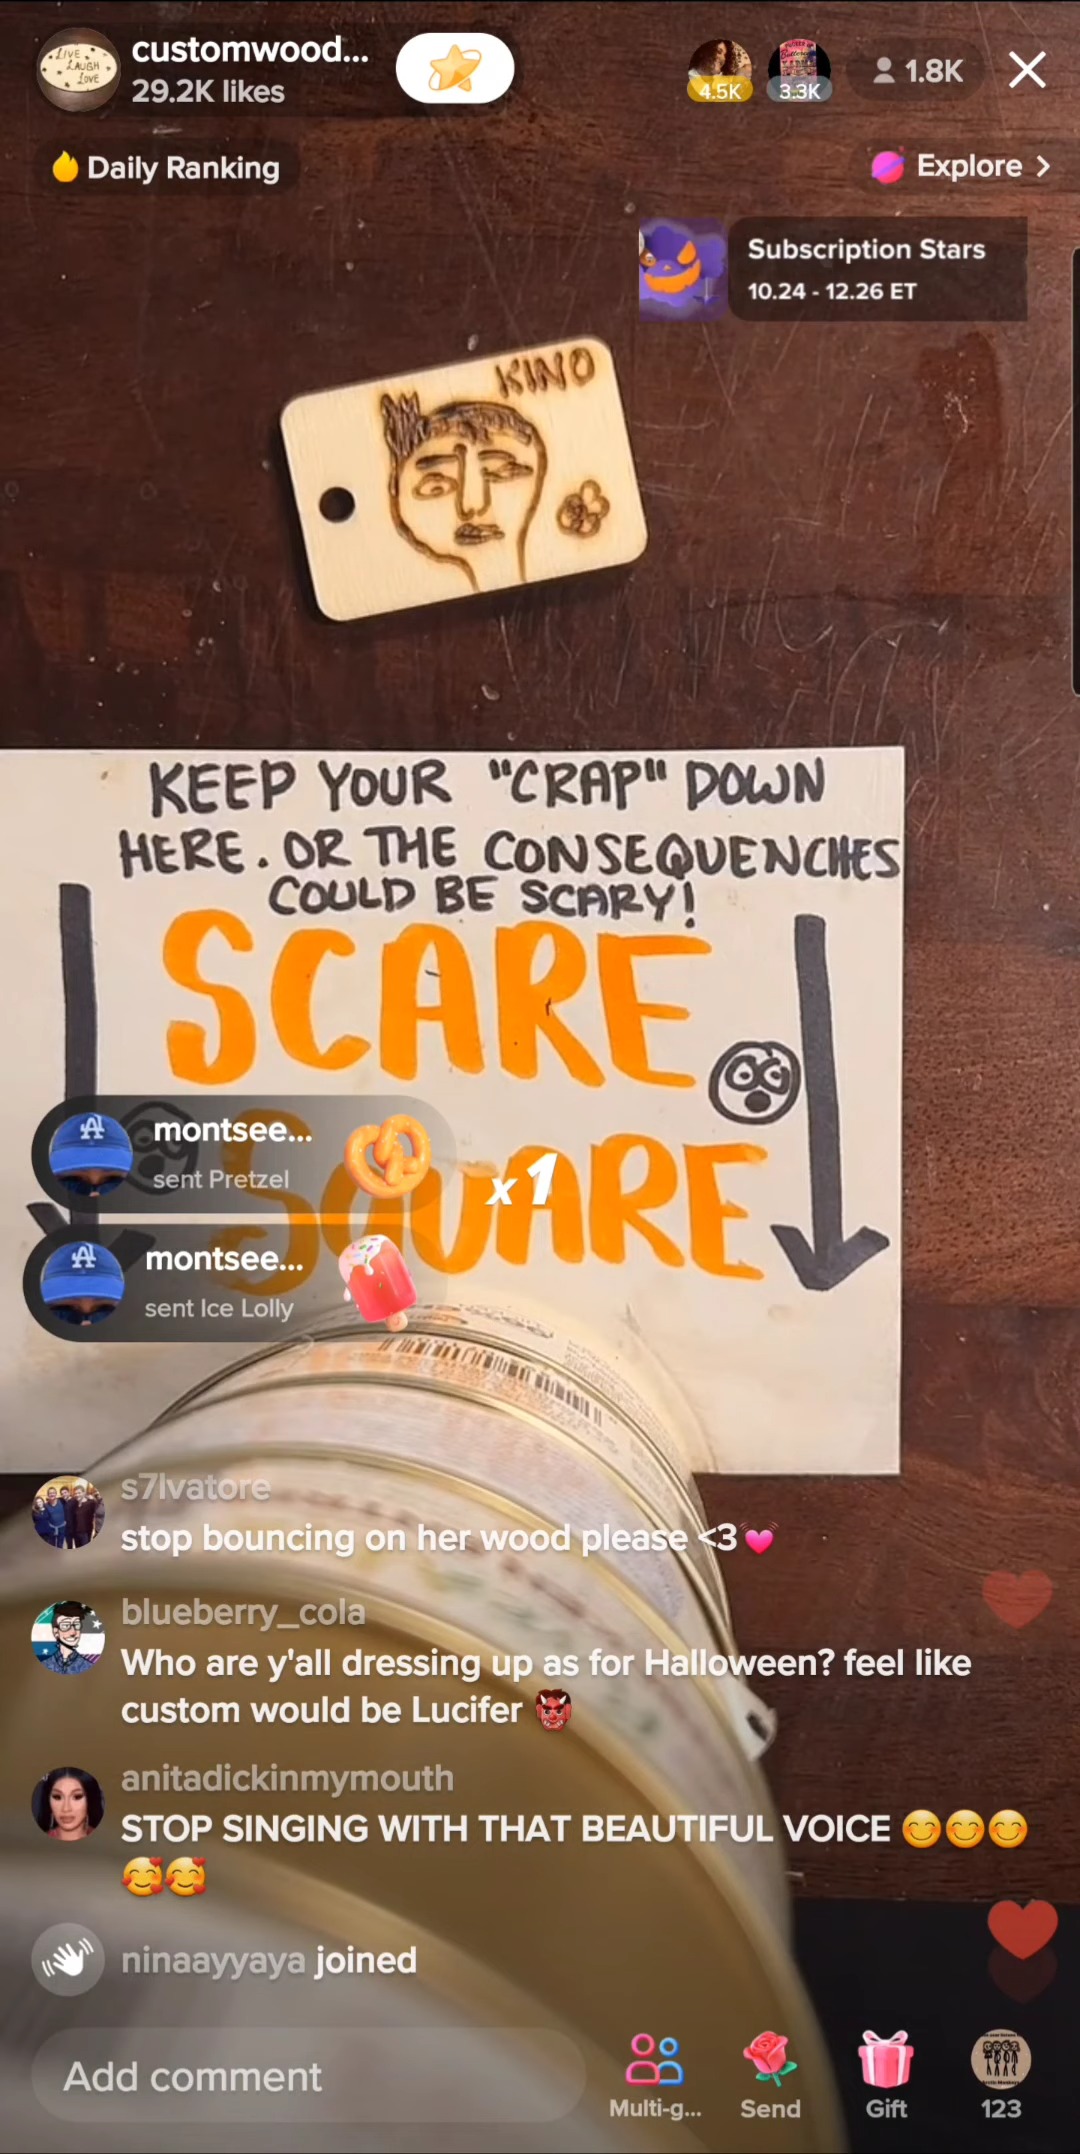 LIVE
LAUGH
LOVE
customwood...
29.2K likes
4.5K
3.3K
1.8K
Daily Ranking
Explore >
Subscription Stars
10.24 - 12.26 ET
KINO
KEEP YOUR "CRAP" DOWN
HERE. OR THE CONSEQUENCHES
COULD BE SCARY!
SCARE
SQUARE
montsee...
sent Pretzel
x1
montsee...
sent Ice Lolly
s7lvatore
stop bouncing on her wood please <3💓
blueberry_cola
Who are y'all dressing up as for Halloween? feel like
custom would be Lucifer 👹
anitadickinmymouth
STOP SINGING WITH THAT BEAUTIFUL VOICE 😊😊😊
🥰🥰
ninaayyaya joined
Add comment
Multi-g...
Send
Gift
123